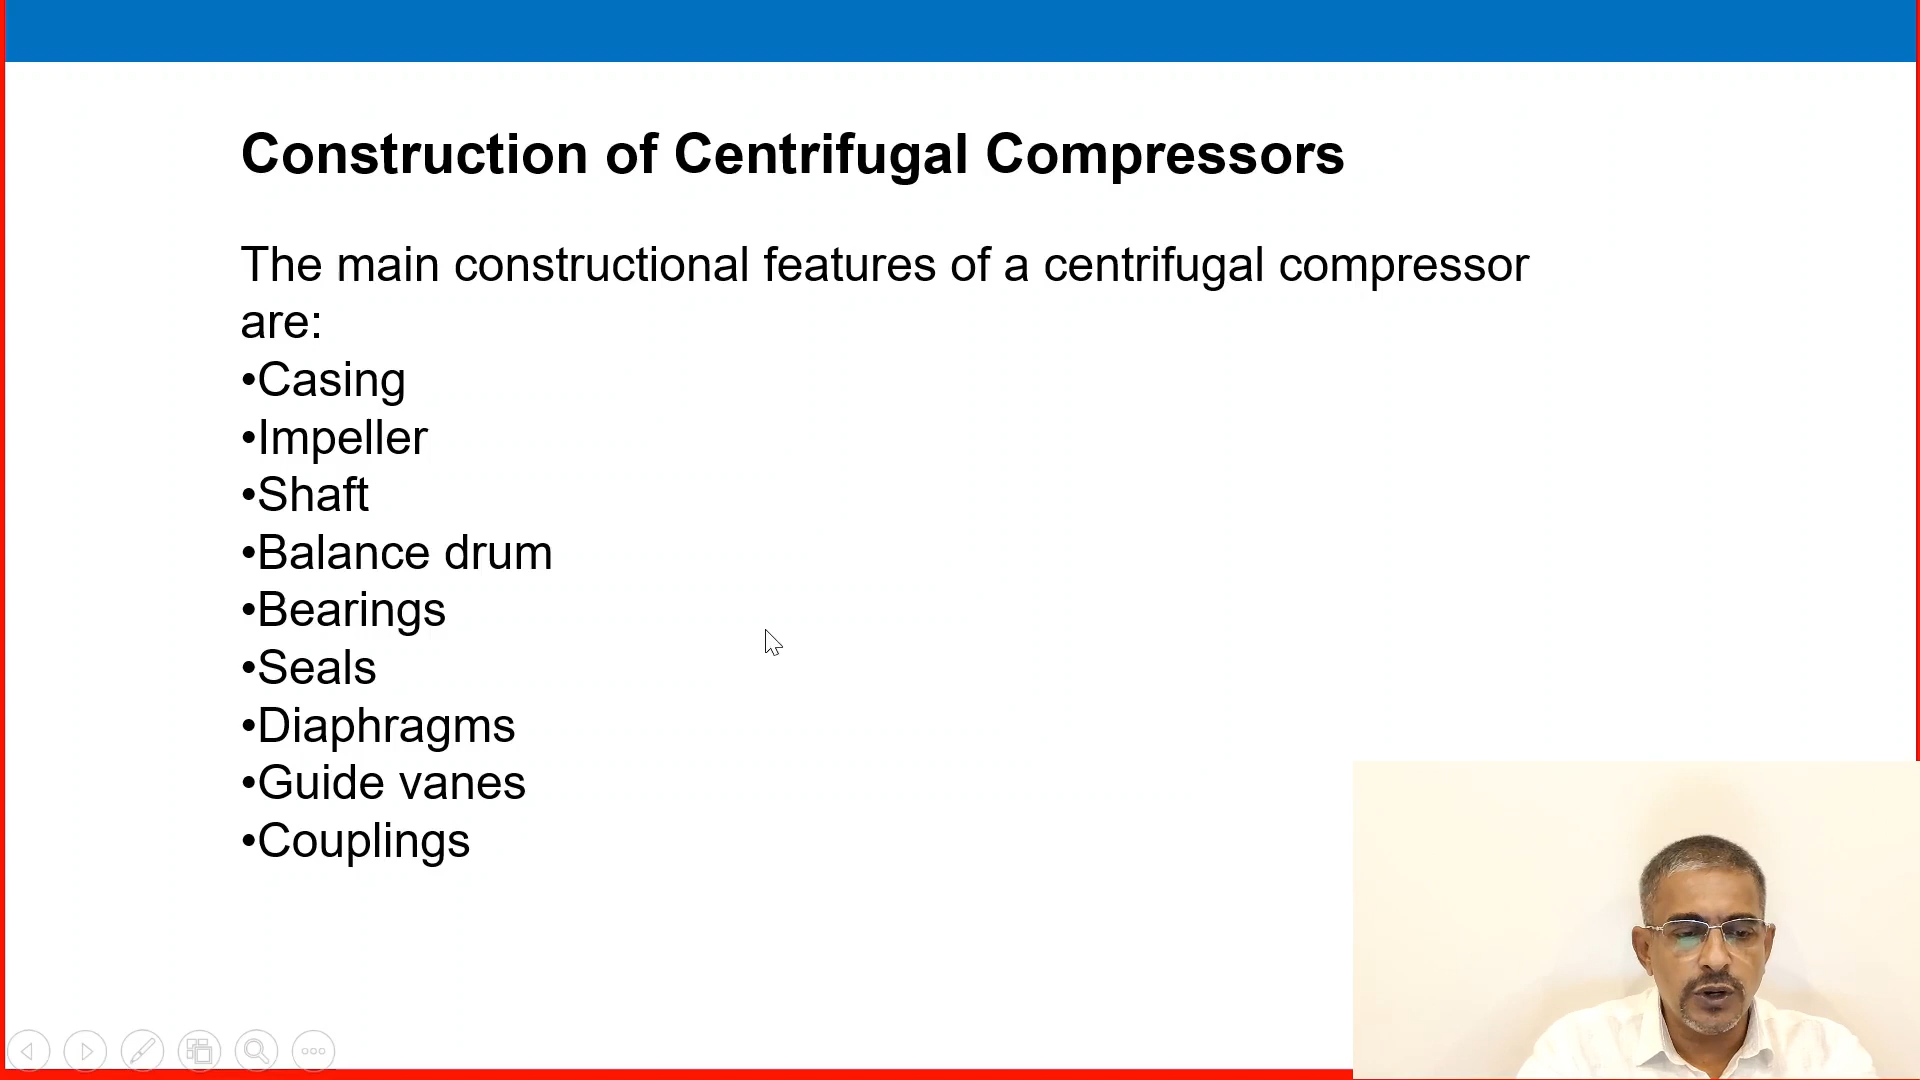 Construction of Centrifugal Compressors
The main constructional features of a centrifugal compressor
are:
•Casing
•Impeller
•Shaft
•Balance drum
•Bearings
•Seals
•Diaphragms
•Guide vanes
•Couplings